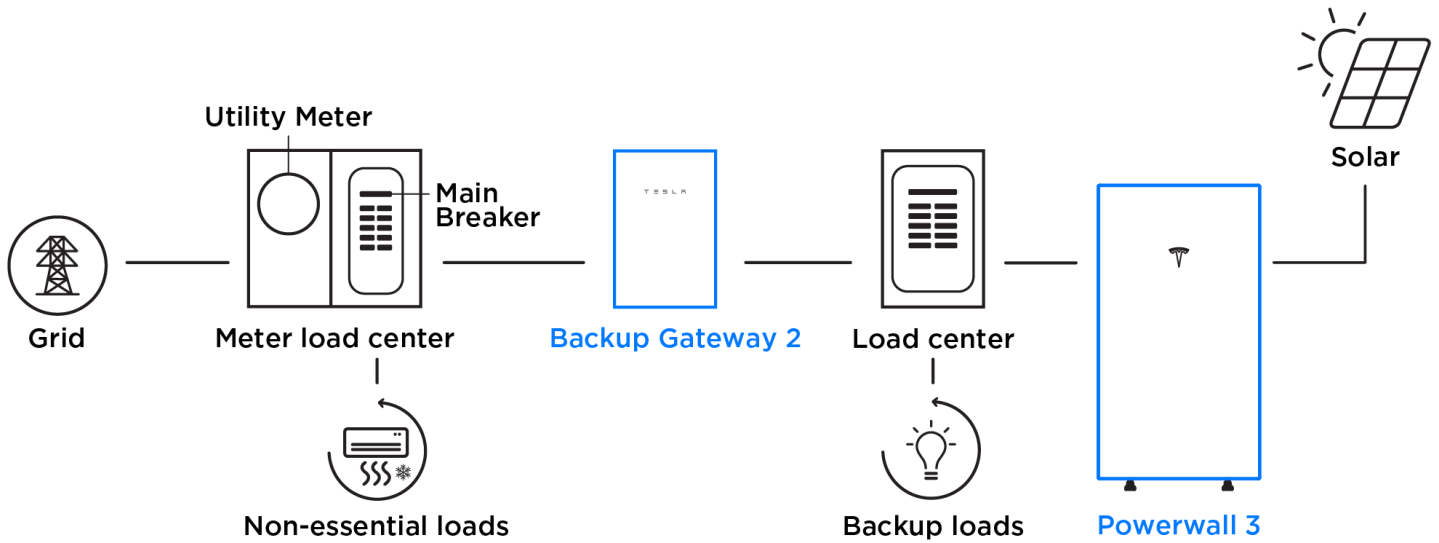 Utility Meter
Main
Breaker
TESLA
Solar
Grid
Meter load center
Backup Gateway 2
Load center
Non-essential loads
Backup loads
Powerwall 3